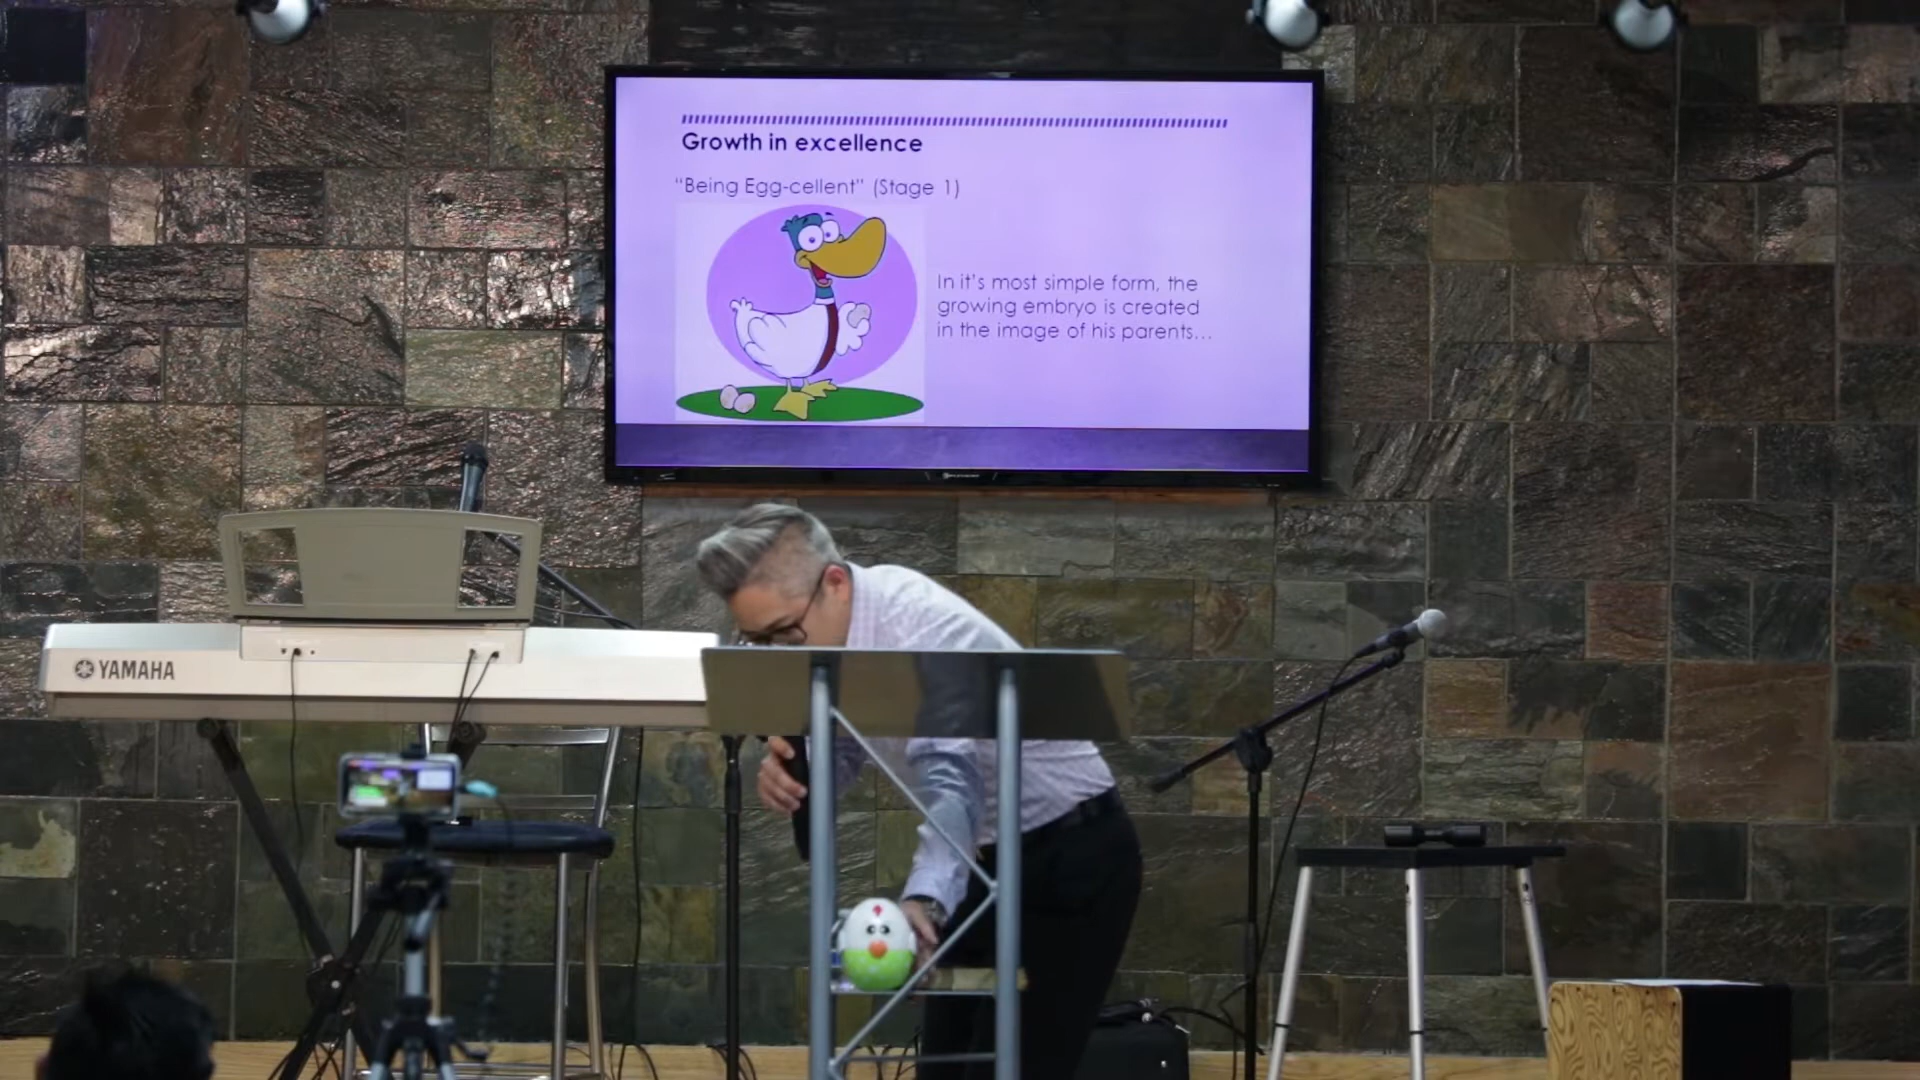 Growth in excellence
“Being Egg-cellent” (Stage 1)
In it’s most simple form, the
growing embryo is created
in the image of his parents...
YAMAHA